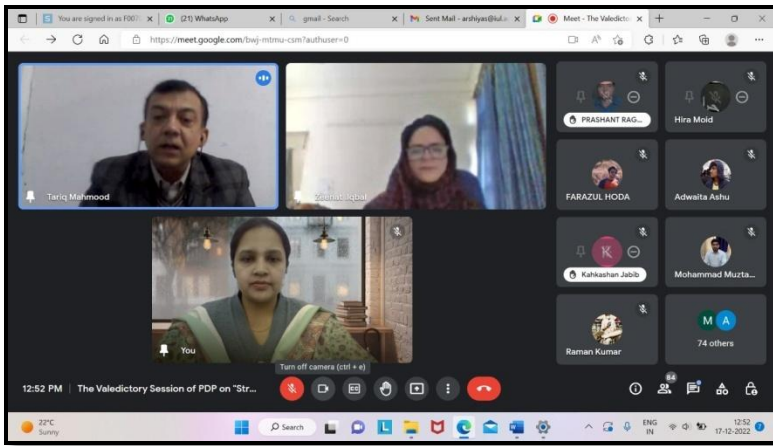 You are signed in as F007
(21) WhatsApp
gmail - Search
Sent Mail - arshiyas@iul.a
Meet - The Valedicto
https://meet.google.com/bwj-mtmu-csm?authuser=0
Tariq Mahmood
Zeenat Iqbal
You
PRASHANT RAG...
Hira Moid
FARAZUL HODA
Adwaita Ashu
K
Kahkashan Jabib
Mohammad Muzta...
Raman Kumar
M A
74 others
Turn off camera (ctrl + e)
12:52 PM | The Valedictory Session of PDP on "Str...
84
22°C
Sunny
Search
ENG
IN
12:52
17-12-2022